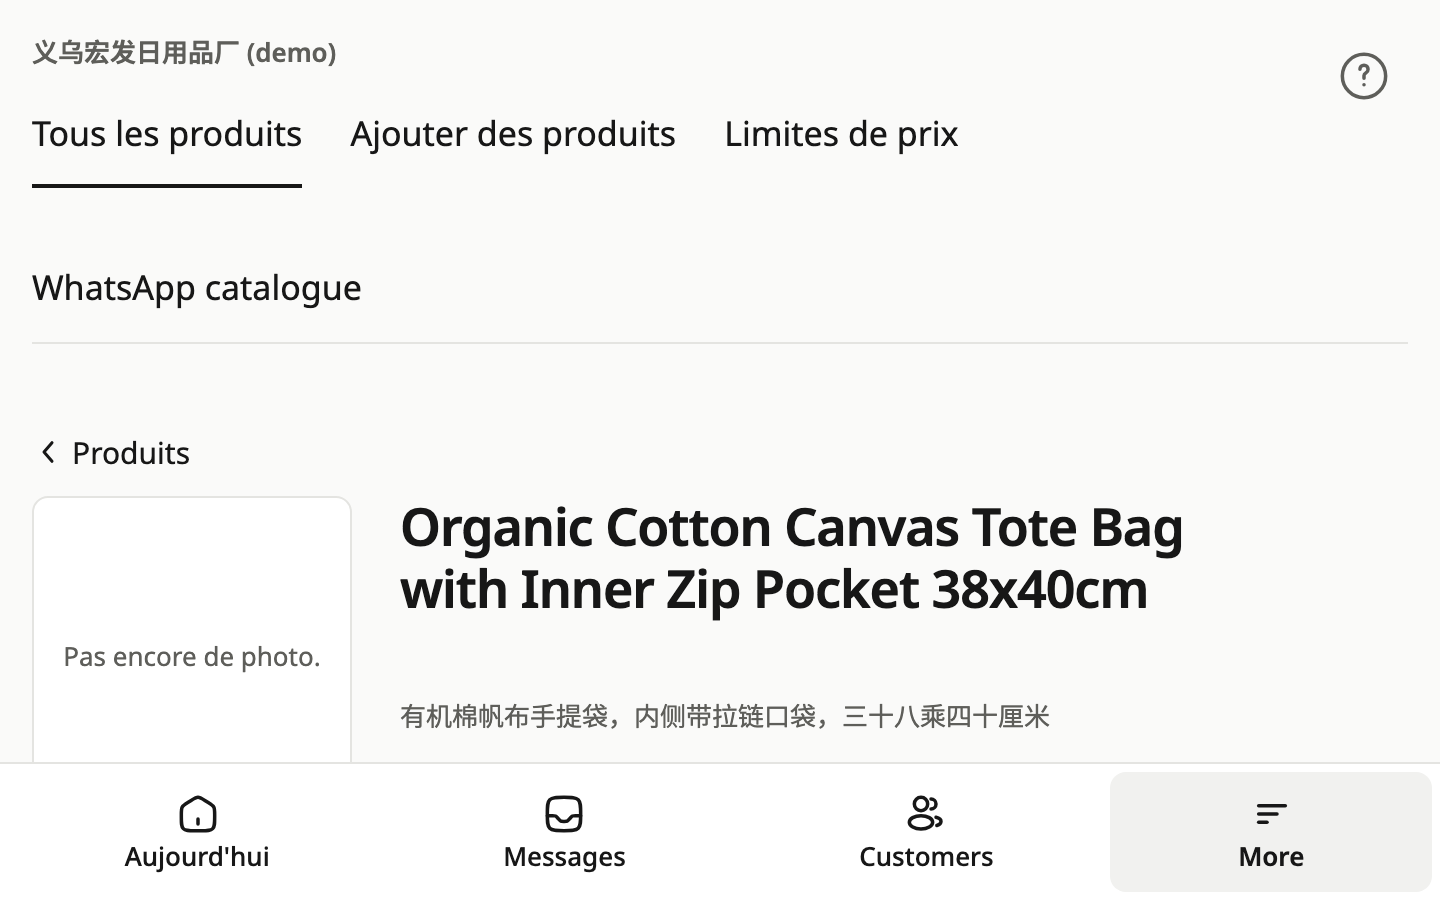 义乌宏发日用品厂 (demo)
Tous les produits
Ajouter des produits
Limites de prix
WhatsApp catalogue
Produits
Pas encore de photo.
Organic Cotton Canvas Tote Bag
with Inner Zip Pocket 38x40cm
有机棉帆布手提袋，内侧带拉链口袋，三十八乘四十厘米
Aujourd'hui
Messages
Customers
More